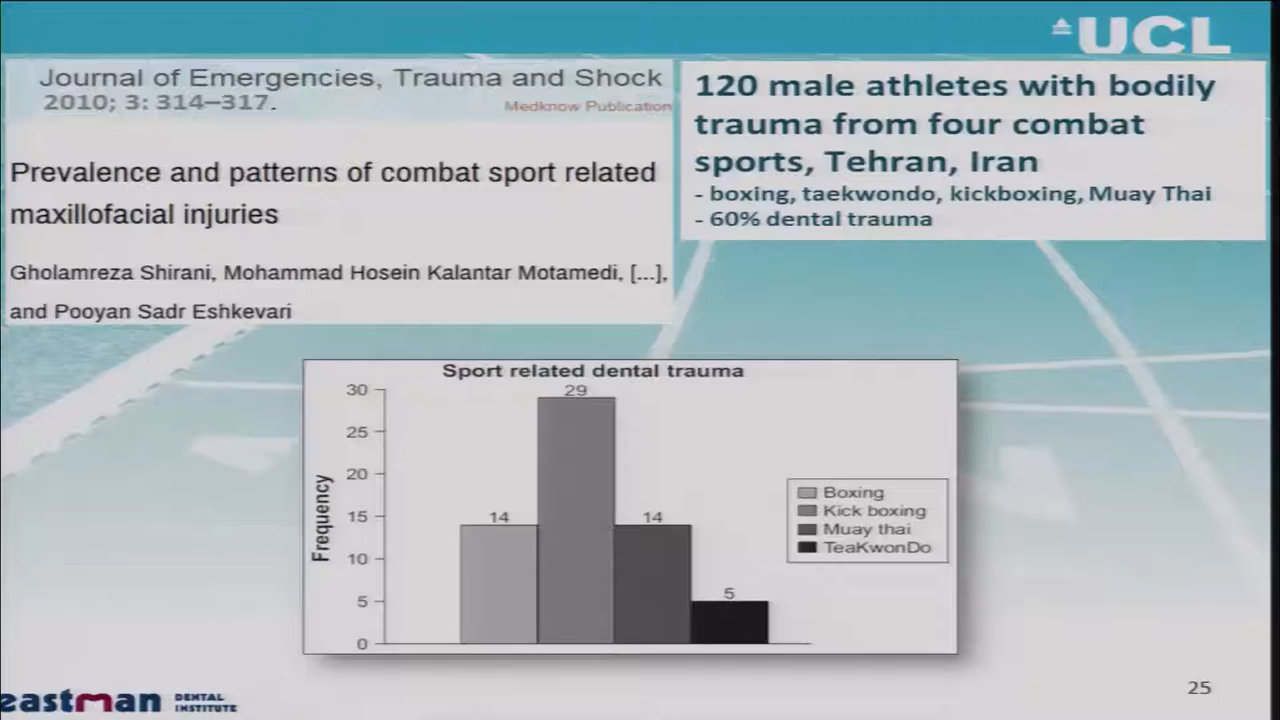 UCL
Journal of Emergencies, Trauma and Shock
2010; 3: 314–317.
Medknow Publication
Prevalence and patterns of combat sport related
maxillofacial injuries
Gholamreza Shirani, Mohammad Hosein Kalantar Motamedi, [...],
and Pooyan Sadr Eshkevari
120 male athletes with bodily
trauma from four combat
sports, Tehran, Iran
- boxing, taekwondo, kickboxing, Muay Thai
- 60% dental trauma
Sport related dental trauma
Frequency
30
25
20
15
10
5
0
14
29
14
5
Boxing
Kick boxing
Muay thai
TeaKwonDo
eastman DENTAL
INSTITUTE
25